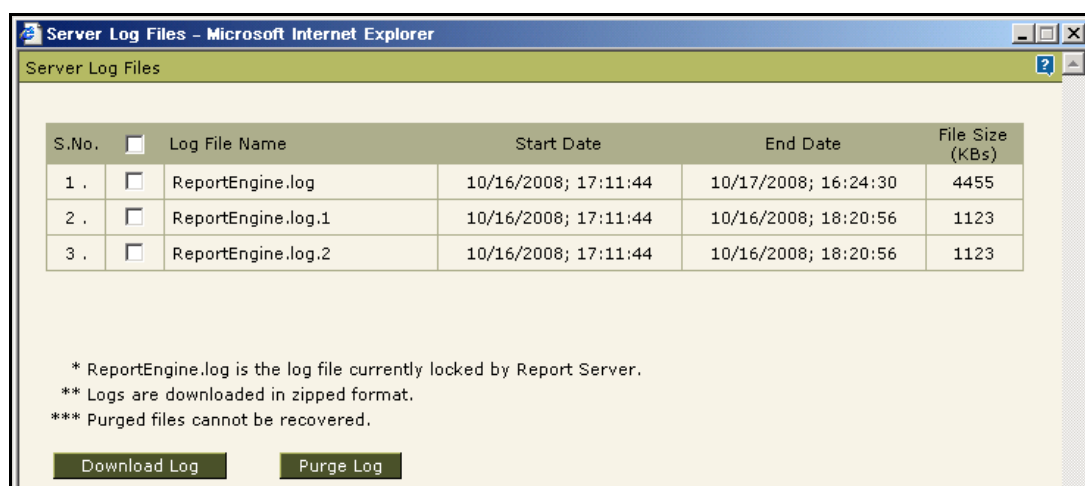 Server Log Files - Microsoft Internet Explorer
Server Log Files
S.No. Log File Name Start Date End Date File Size (KBs)
1 . ReportEngine.log 10/16/2008; 17:11:44 10/17/2008; 16:24:30 4455
2 . ReportEngine.log.1 10/16/2008; 17:11:44 10/16/2008; 18:20:56 1123
3 . ReportEngine.log.2 10/16/2008; 17:11:44 10/16/2008; 18:20:56 1123
* ReportEngine.log is the log file currently locked by Report Server.
** Logs are downloaded in zipped format.
*** Purged files cannot be recovered.
Download Log Purge Log